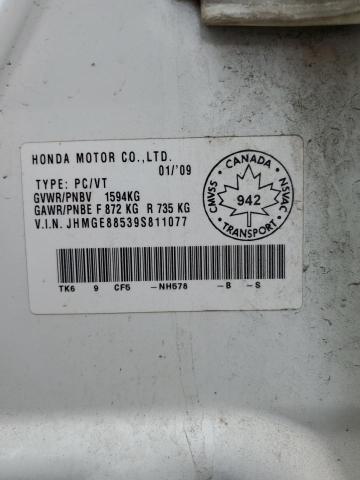 HONDA MOTOR CO.,LTD.
01/'09
TYPE: PC/VT
GVWR/PNBV 1594KG
GAWR/PNBE F 872 KG R 735 KG
V.I.N. JHMGE88539S811077
CANADA
CMVSS
NSVAC
942
TRANSPORT
TK6 9 CF5 -NH578 -B -S